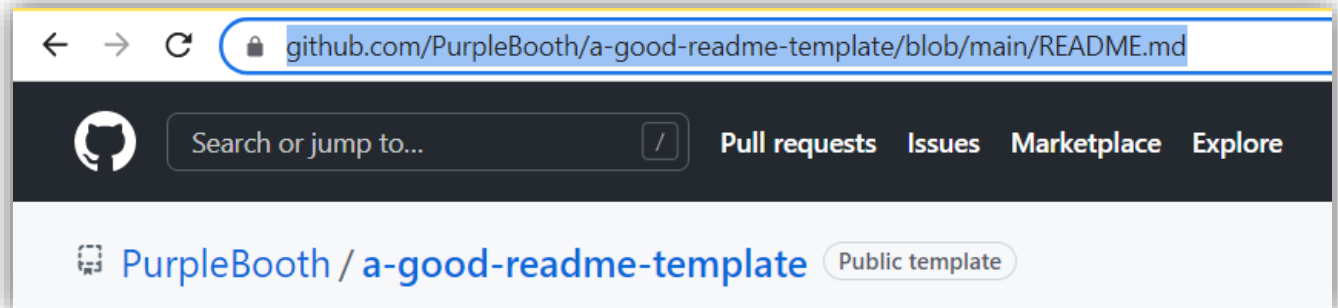 github.com/PurpleBooth/a-good-readme-template/blob/main/README.md
Search or jump to... / Pull requests Issues Marketplace Explore
PurpleBooth / a-good-readme-template Public template